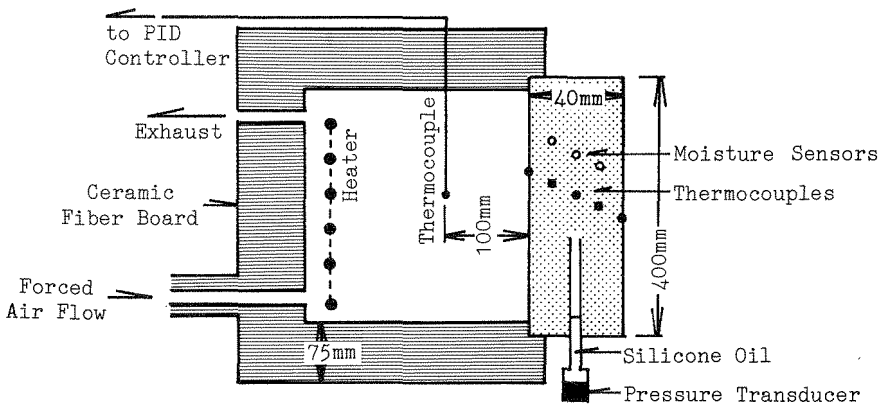 to PID
Controller
Exhaust
Ceramic
Fiber Board
Forced
Air Flow
75mm
Heater
Thermocouple
100mm
40mm
400mm
Moisture Sensors
Thermocouples
Silicone Oil
Pressure Transducer